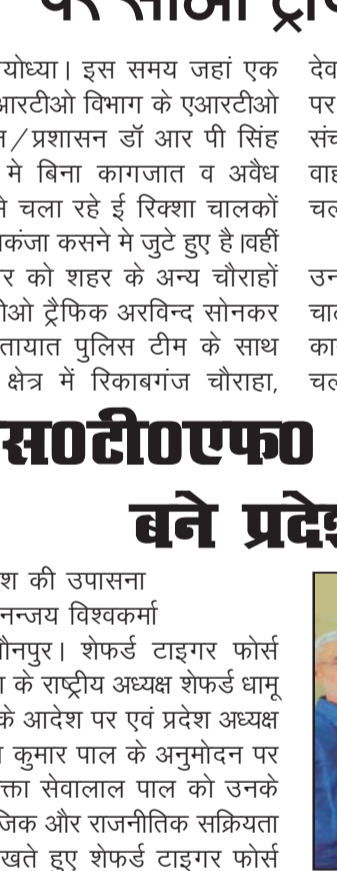 पर सीओ
योध्या। इस समय जहां एक
आरटीओ विभाग के एआरटीओ
/ प्रशासन डॉ आर पी सिंह
मे बिना कागजात व अवैध
चला रहे ई रिक्शा चालकों
कंजा कसने मे जुटे हुए है।वहीं
र को शहर के अन्य चौराहों
ीओ ट्रैफिक अरविन्द सोनकर
तायात पुलिस टीम के साथ
क्षेत्र में रिकाबगंज चौराहा,
देव
पर
संच
वाह
चल
उन
चाल
का
चल
स0टी0एफ0
बने प्रदेश
श की उपासना
नन्जय विश्वकर्मा
ौनपुर। शेफर्ड टाइगर फोर्स
के राष्ट्रीय अध्यक्ष शेफर्ड धामू
के आदेश पर एवं प्रदेश अध्यक्ष
कुमार पाल के अनुमोदन पर
क्ता सेवालाल पाल को उनके
जिक और राजनीतिक सक्रियता
खते हुए शेफर्ड टाइगर फोर्स